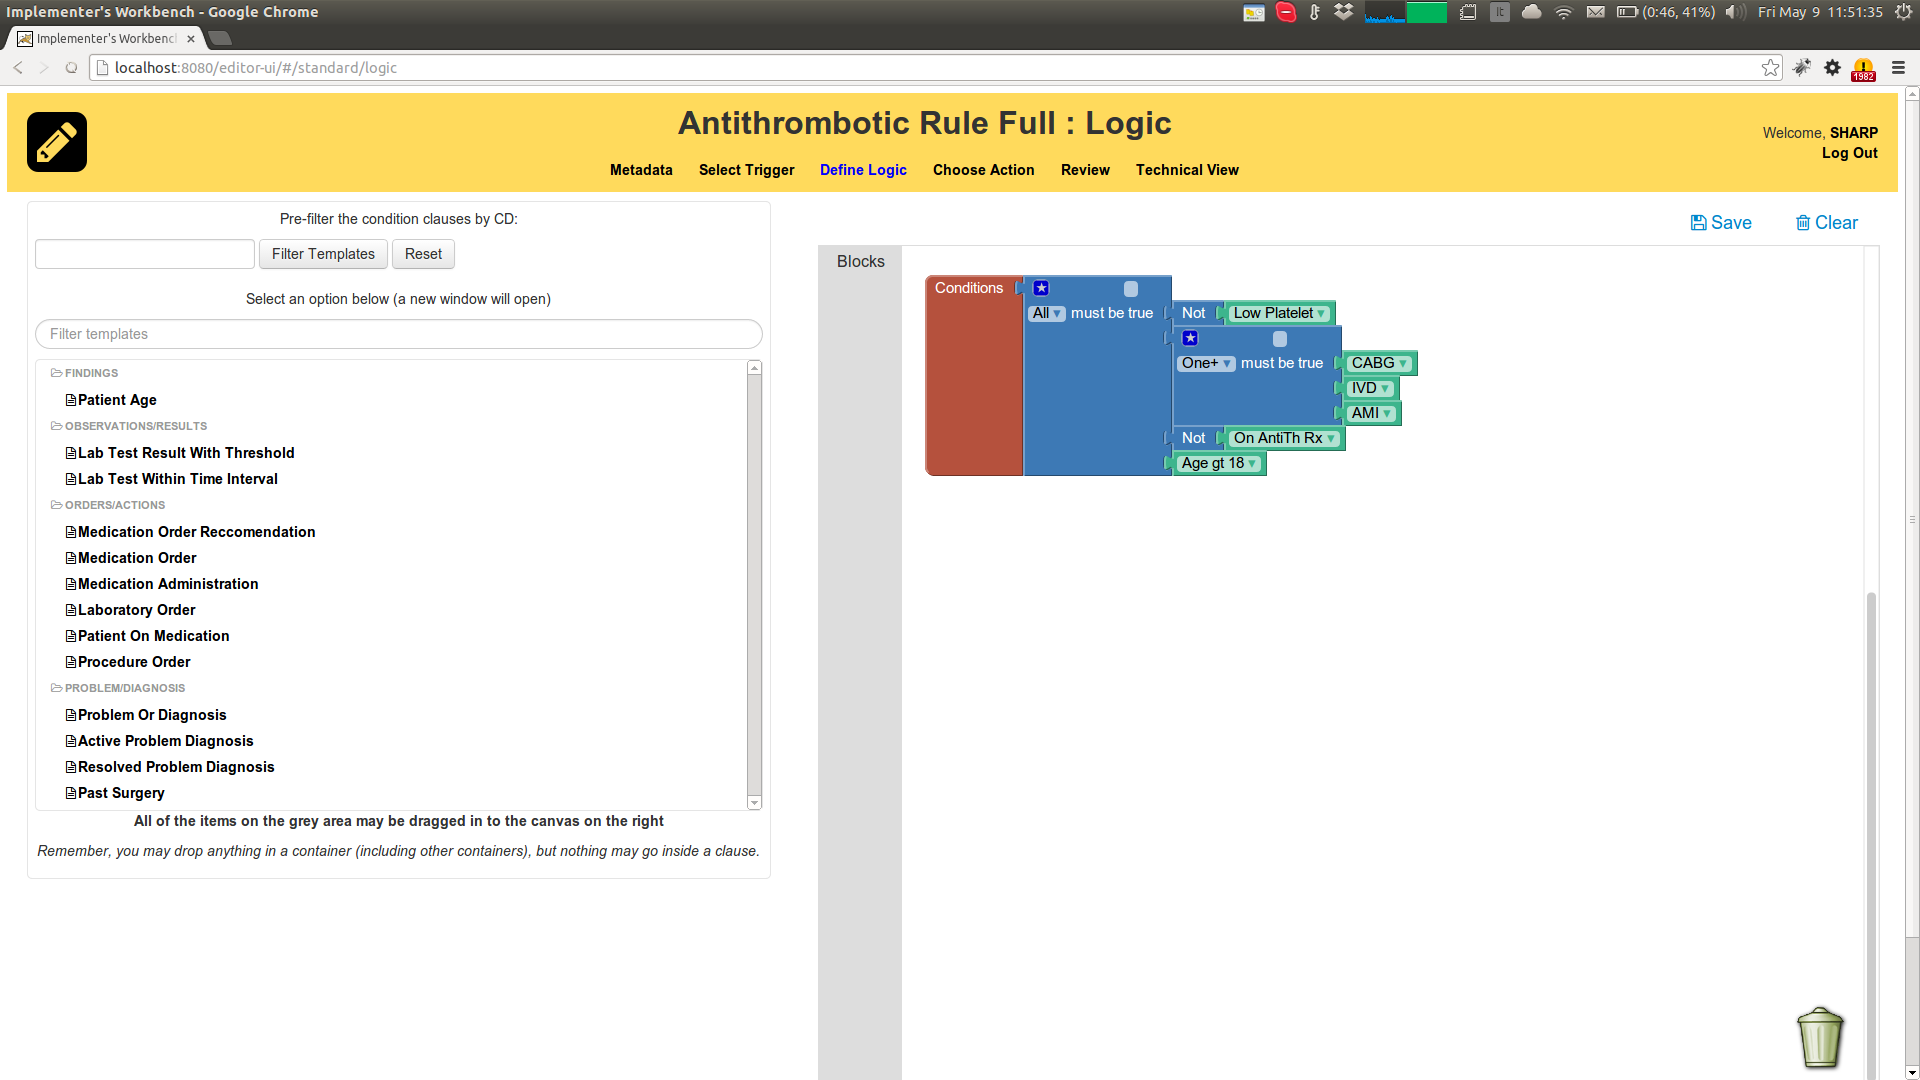 Implementer's Workbench - Google Chrome
(0:46, 41%)
Fri May 9 11:51:35
Implementer's Workbenc
localhost:8080/editor-ui/#/standard/logic
1982
Antithrombotic Rule Full : Logic
Metadata Select Trigger Define Logic Choose Action Review Technical View
Welcome, SHARP
Log Out
Pre-filter the condition clauses by CD:
Filter Templates Reset
Select an option below (a new window will open)
Filter templates
FINDINGS
Patient Age
OBSERVATIONS/RESULTS
Lab Test Result With Threshold
Lab Test Within Time Interval
ORDERS/ACTIONS
Medication Order Reccomendation
Medication Order
Medication Administration
Laboratory Order
Patient On Medication
Procedure Order
PROBLEM/DIAGNOSIS
Problem Or Diagnosis
Active Problem Diagnosis
Resolved Problem Diagnosis
Past Surgery
All of the items on the grey area may be dragged in to the canvas on the right
Remember, you may drop anything in a container (including other containers), but nothing may go inside a clause.
Save Clear
Blocks
Conditions
All must be true
Not Low Platelet
One+ must be true
CABG
IVD
AMI
Not On AntiTh Rx
Age gt 18